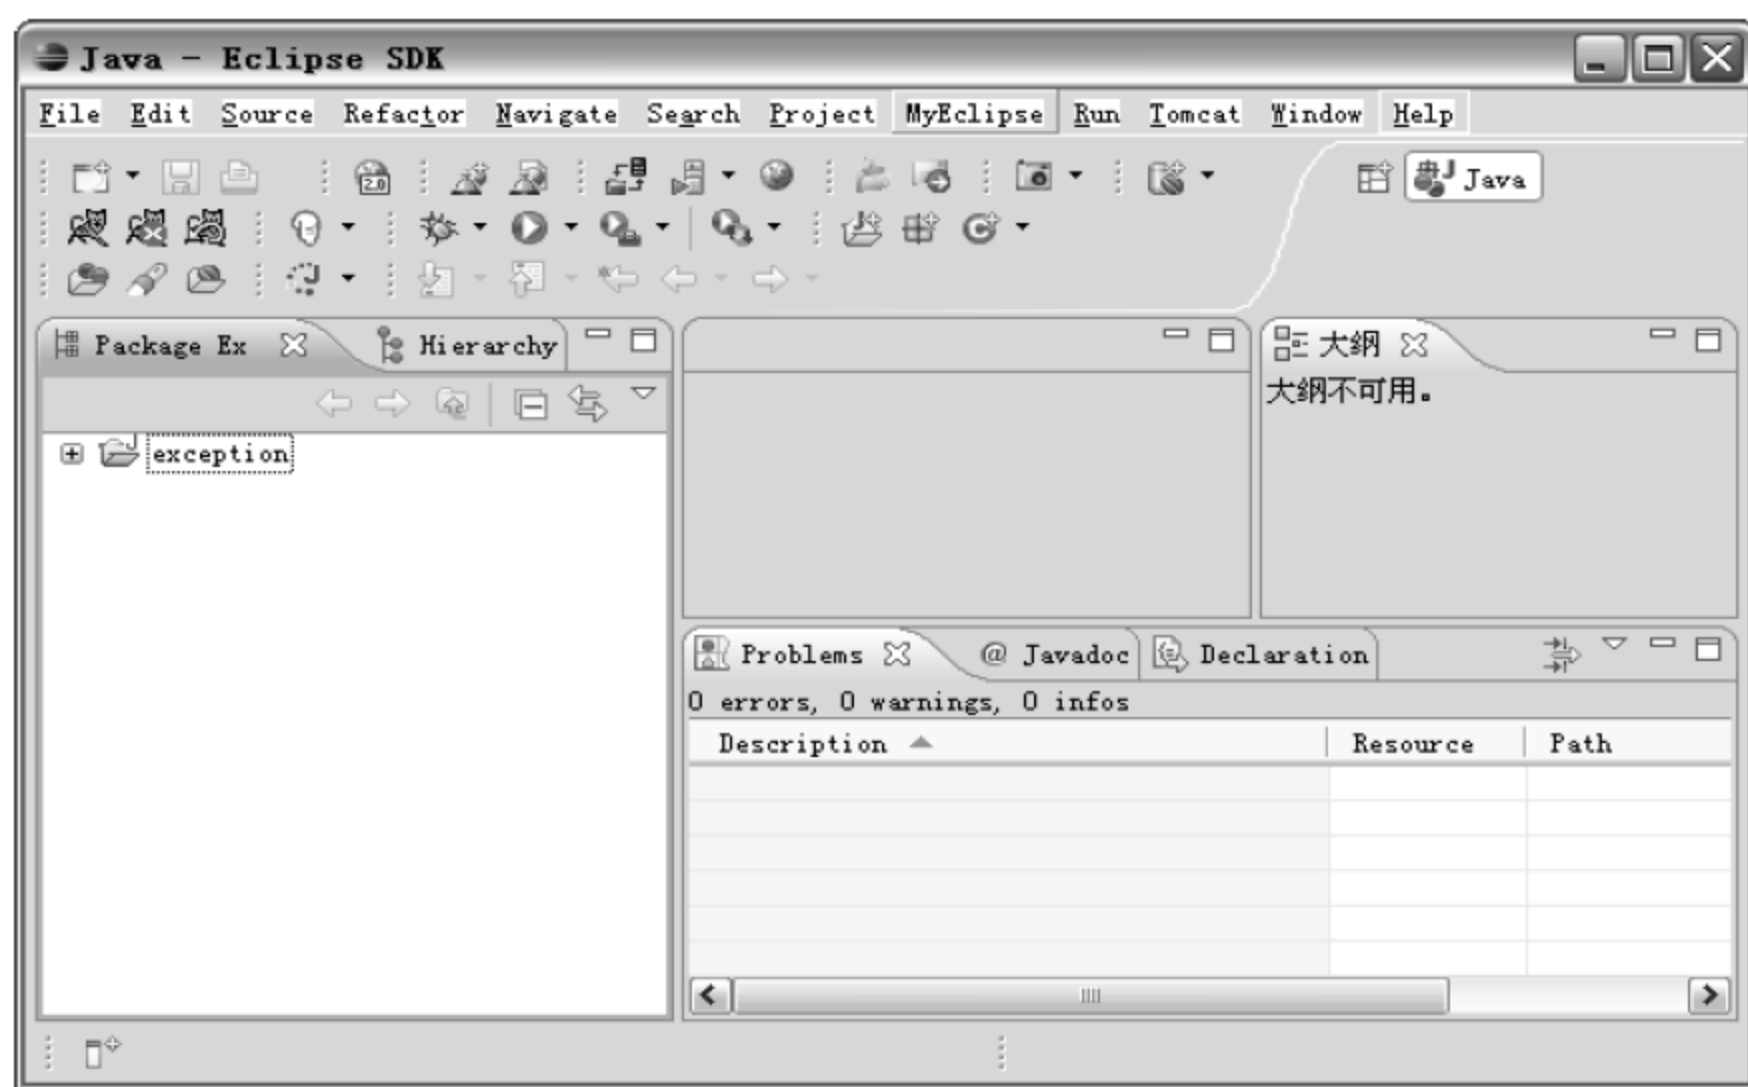 Java - Eclipse SDK
File Edit Source Refactor Navigate Search Project MyEclipse Run Tomcat Window Help
2.0
Java
Package Ex Hierarchy
大纲
大纲不可用。
exception
Problems @ Javadoc Declaration
0 errors, 0 warnings, 0 infos
Description Resource Path